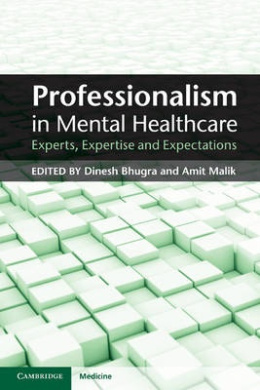 Professionalism
in Mental Healthcare
Experts, Expertise and Expectations
EDITED BY Dinesh Bhugra and Amit Malik
CAMBRIDGE Medicine